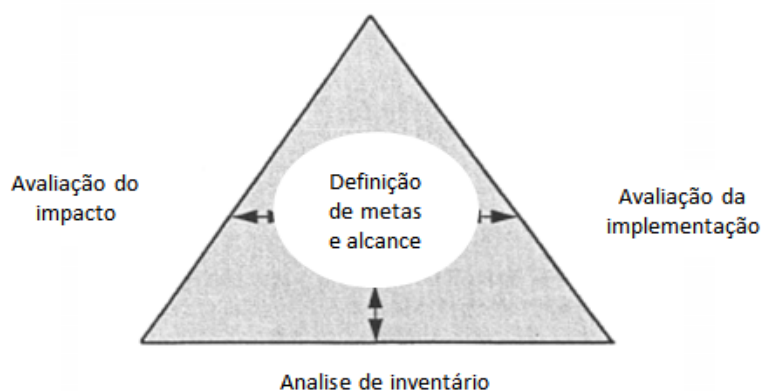 Avaliação do
impacto
Definição
de metas
e alcance
Avaliação da
implementação
Analise de inventário